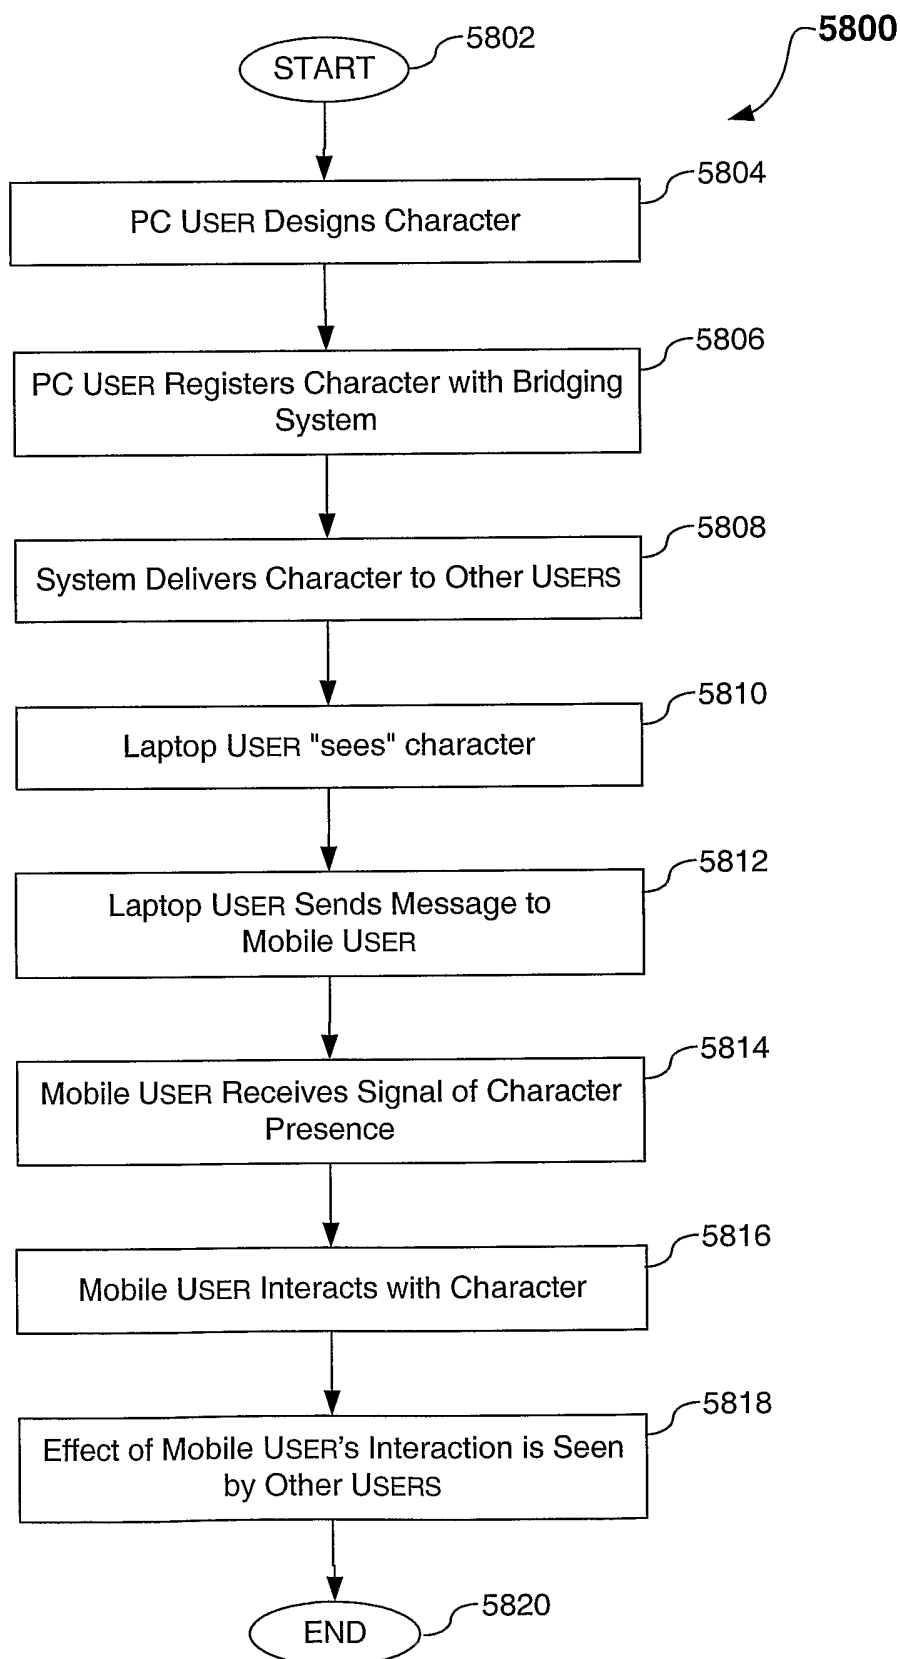 5800
START
5802
PC USER Designs Character
5804
PC USER Registers Character with Bridging
System
5806
System Delivers Character to Other USERS
5808
Laptop USER "sees" character
5810
Laptop USER Sends Message to
Mobile USER
5812
Mobile USER Receives Signal of Character
Presence
5814
Mobile USER Interacts with Character
5816
Effect of Mobile USER's Interaction is Seen
by Other USERS
5818
END
5820